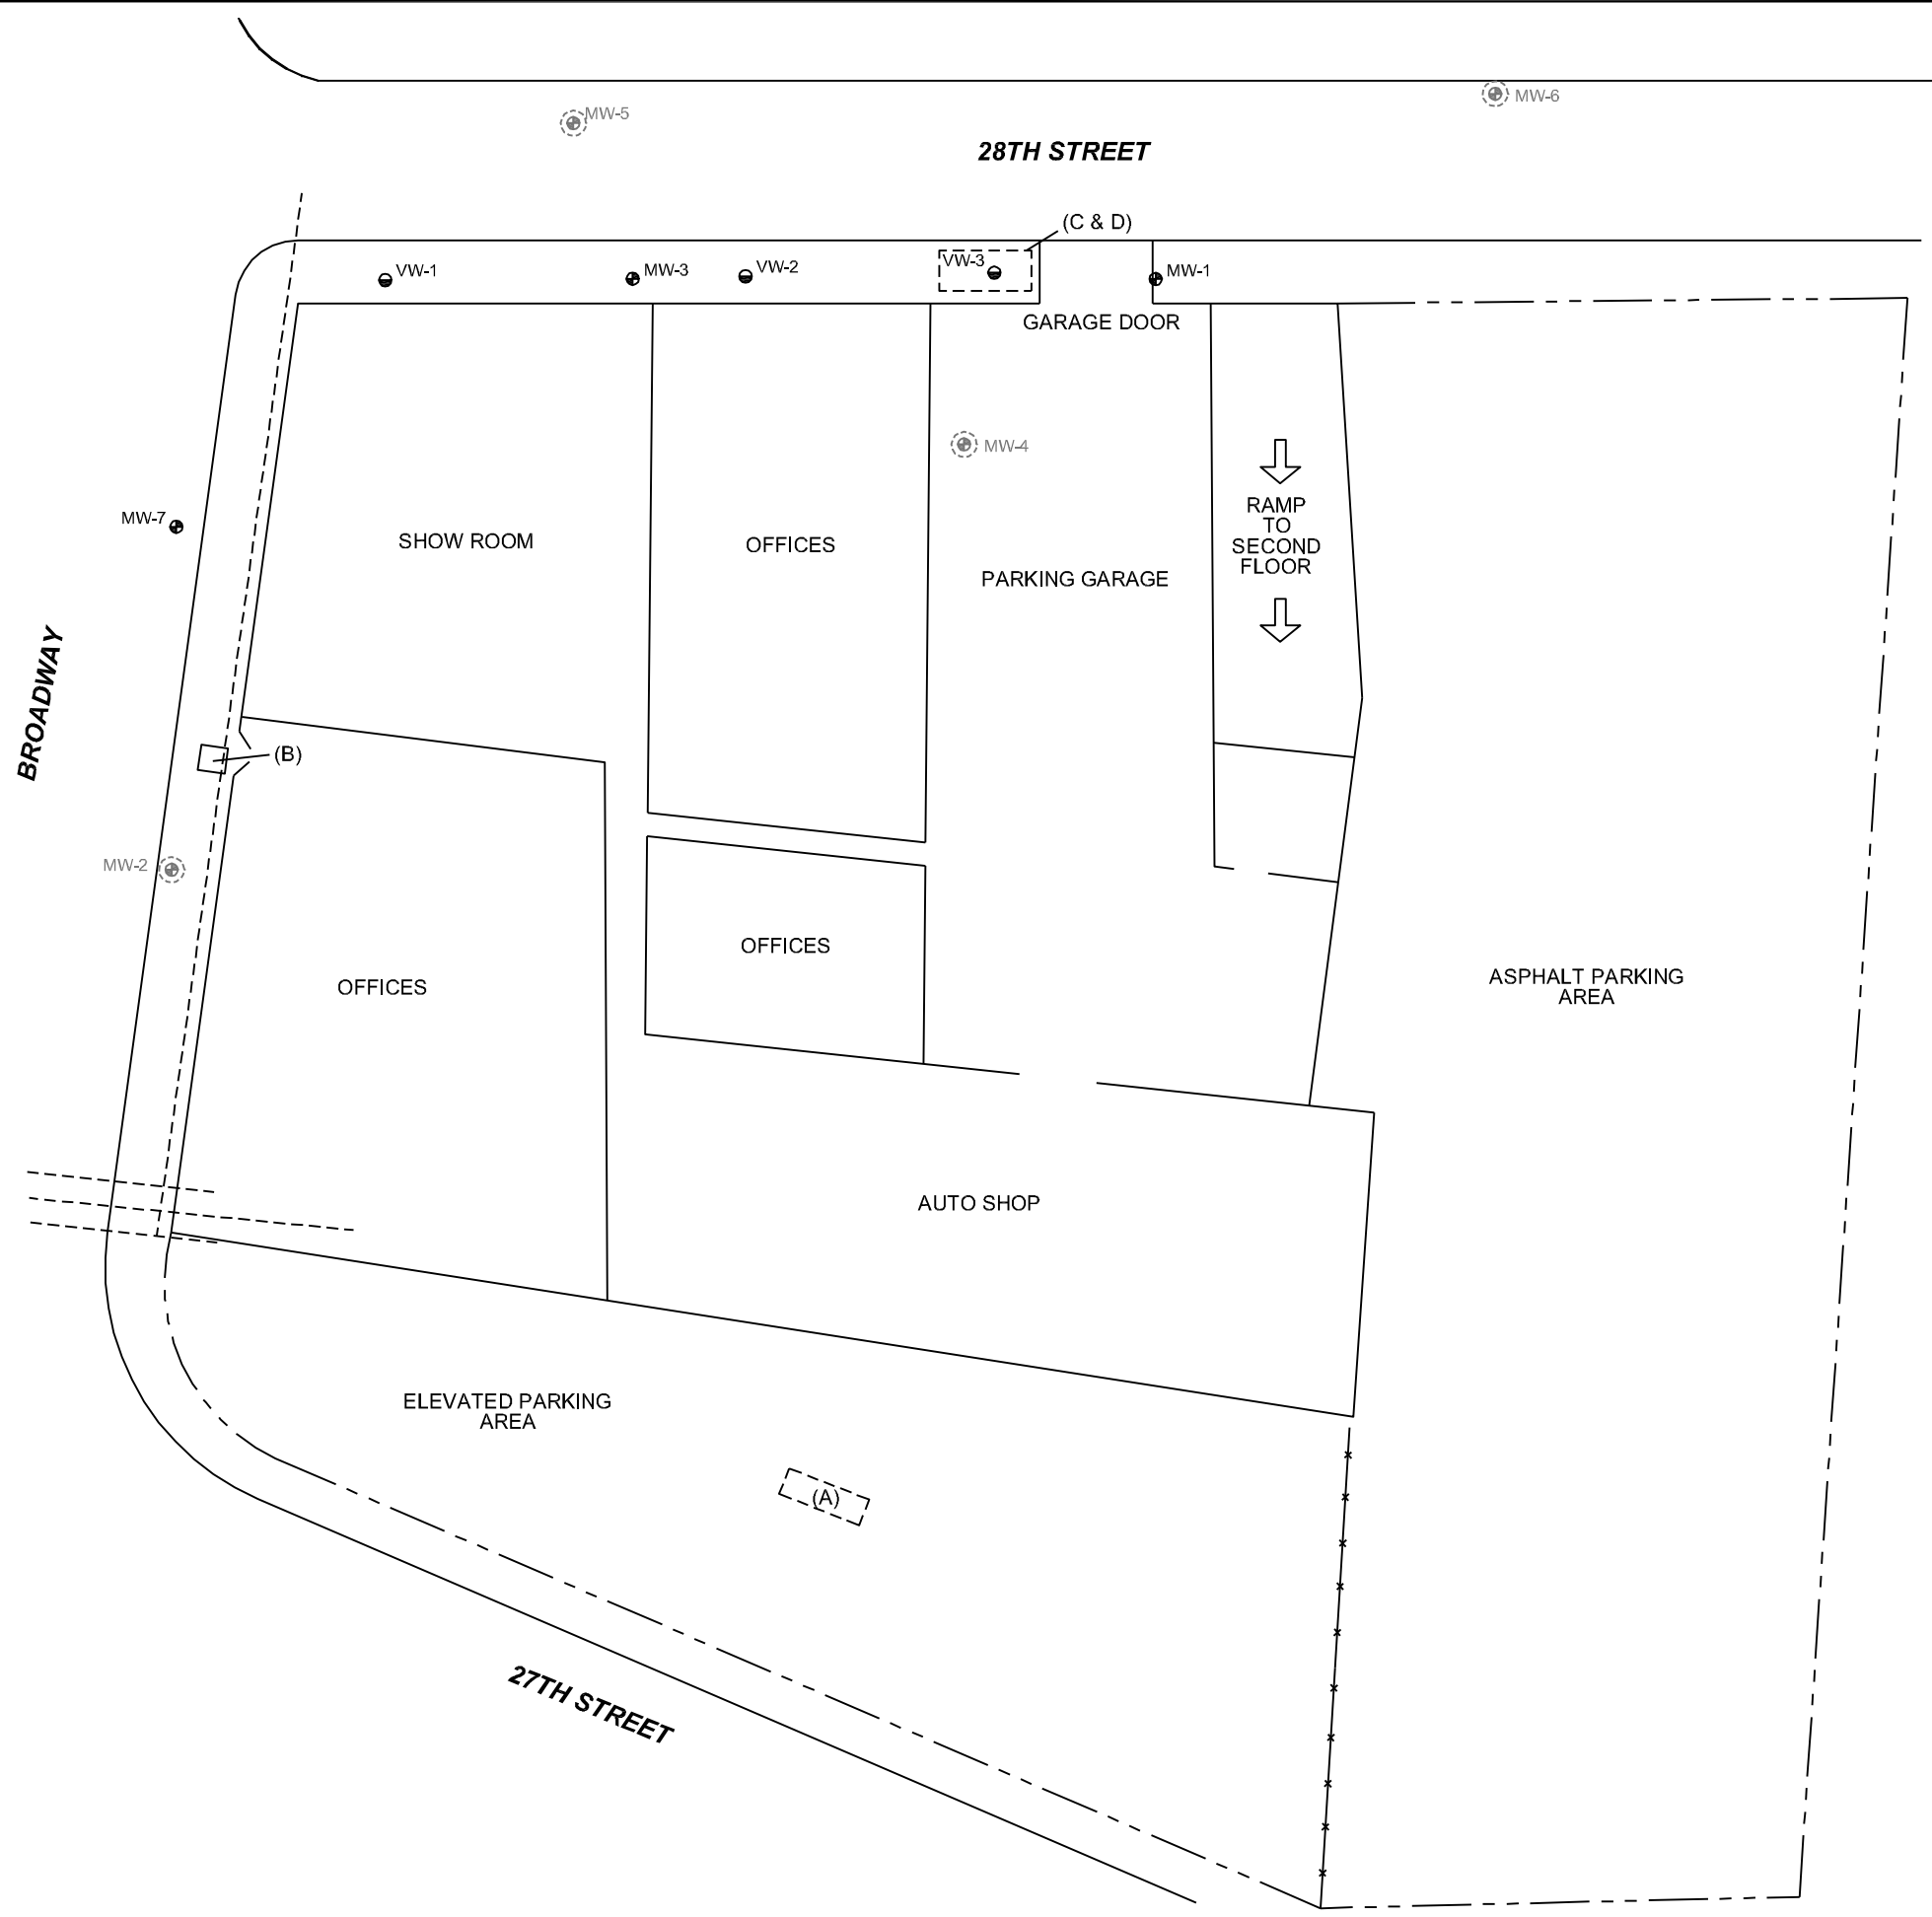 MW-5
MW-6
28TH STREET
(C & D)
VW-1
MW-3
VW-2
VW-3
MW-1
GARAGE DOOR
MW-4
RAMP
TO
SECOND
FLOOR
MW-7
SHOW ROOM
OFFICES
PARKING GARAGE
BROADWAY
(B)
MW-2
OFFICES
OFFICES
ASPHALT PARKING
AREA
AUTO SHOP
ELEVATED PARKING
AREA
(A)
27TH STREET